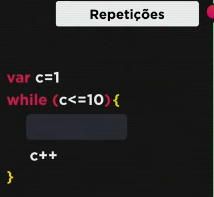 Repetições
var c=1
while (c<=10){
c++
}